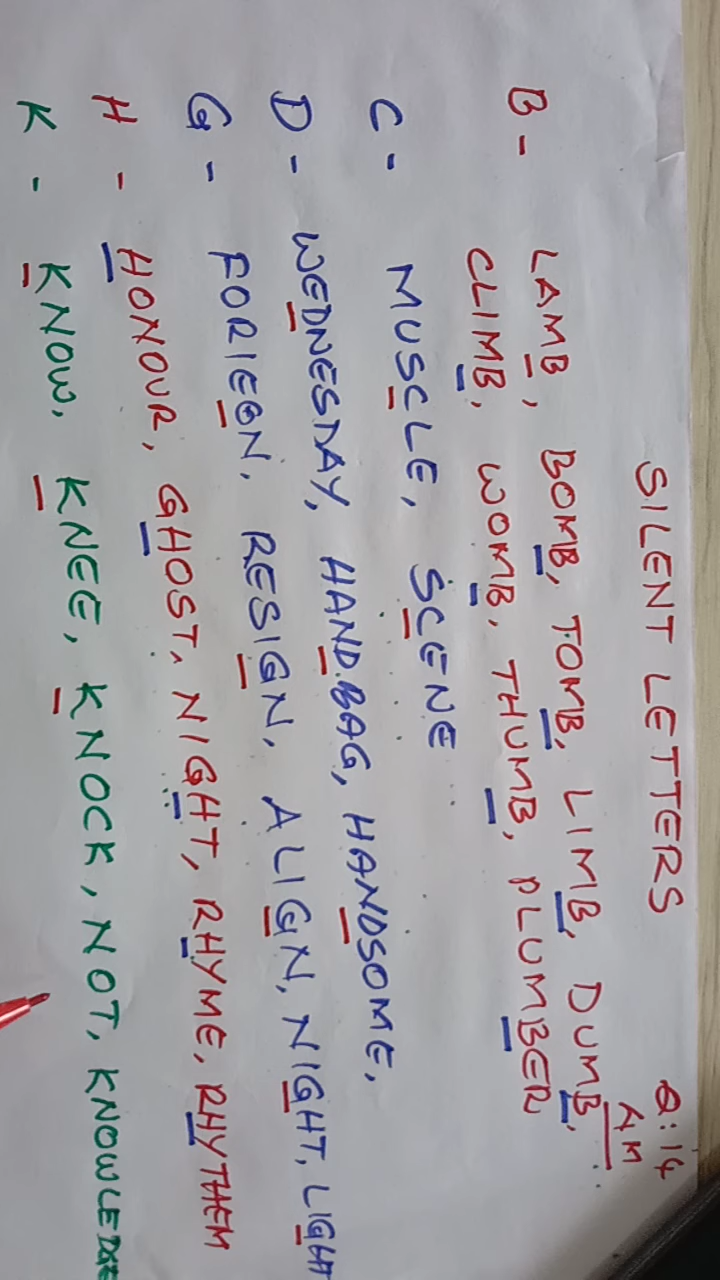 SILENT LETTERS
Q:14
AM
B - LAMB, BOMB, TOMB, LIMB, DUMB,
CLIMB, WOMB, THUMB, PLUMBER
C - MUSCLE, SCENE
D - WEDNESDAY, HANDBAG, HANDSOME,
G - FORIEGN, RESIGN, ALIGN, NIGHT, LIGHT
H - HONOUR, GHOST, NIGHT, RHYME, RHYTHEM
K - KNOW, KNEE, KNOCK, NOT, KNOWLEDGE